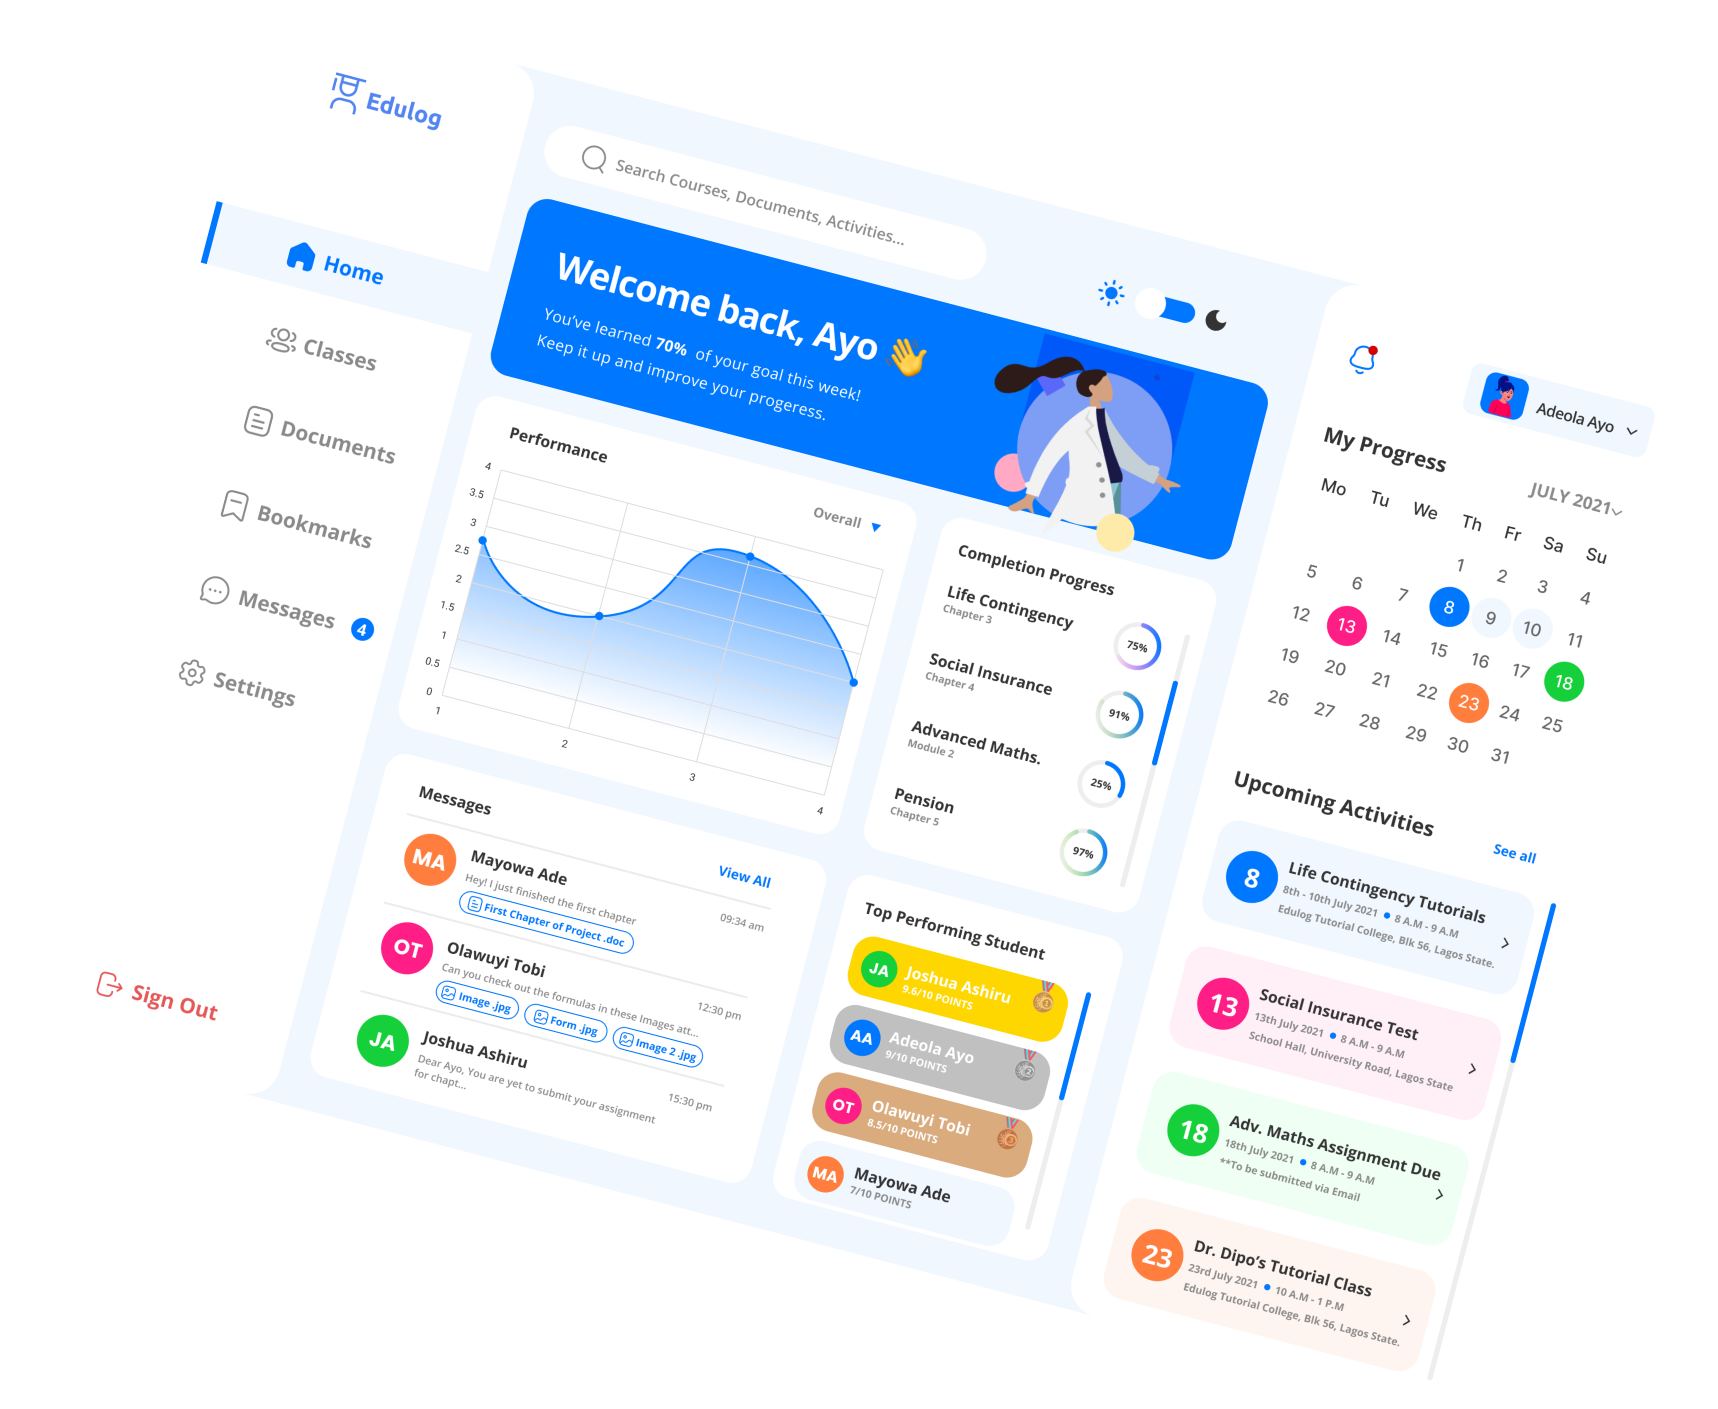 Edulog
Home
Classes
Documents
Bookmarks
Messages 4
Settings
Sign Out
Search Courses, Documents, Activities...
Welcome back, Ayo 👋
You've learned 70% of your goal this week!
Keep it up and improve your progeress.
Performance
Overall
4
3.5
3
2.5
2
1.5
1
0.5
0
1 2 3 4
Completion Progress
Life Contingency
Chapter 3
75%
Social Insurance
Chapter 4
91%
Advanced Maths.
Module 2
25%
Pension
Chapter 5
97%
Messages
View All
MA
Mayowa Ade
Hey! I just finished the first chapter
09:34 am
First Chapter of Project .doc
OT
Olawuyi Tobi
Can you check out the formulas in these Images att...
12:30 pm
Image .jpg
Form .jpg
Image 2 .jpg
JA
Joshua Ashiru
Dear Ayo, You are yet to submit your assignment
for chapt...
15:30 pm
Top Performing Student
JA
Joshua Ashiru
9.6/10 POINTS
1
AA
Adeola Ayo
9/10 POINTS
2
OT
Olawuyi Tobi
8.5/10 POINTS
3
MA
Mayowa Ade
7/10 POINTS
Adeola Ayo
My Progress
JULY 2021
Mo Tu We Th Fr Sa Su
1 2 3 4
5 6 7 8 9 10 11
12 13 14 15 16 17 18
19 20 21 22 23 24 25
26 27 28 29 30 31
Upcoming Activities
See all
8
Life Contingency Tutorials
8th - 10th July 2021 • 8 A.M - 9 A.M
Edulog Tutorial College, Blk 56, Lagos State.
13
Social Insurance Test
13th July 2021 • 8 A.M - 9 A.M
School Hall, University Road, Lagos State
18
Adv. Maths Assignment Due
18th July 2021 • 8 A.M - 9 A.M
**To be submitted via Email
23
Dr. Dipo's Tutorial Class
23rd July 2021 • 10 A.M - 1 P.M
Edulog Tutorial College, Blk 56, Lagos State.